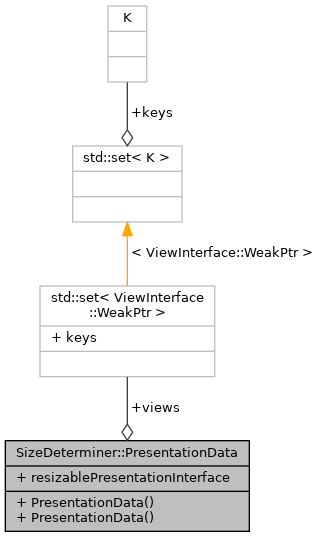 K
+keys
std::set< K >
< ViewInterface::WeakPtr >
std::set< ViewInterface
::WeakPtr >
+ keys
+views
SizeDeterminer::PresentationData
+ resizablePresentationInterface
+ PresentationData()
+ PresentationData()